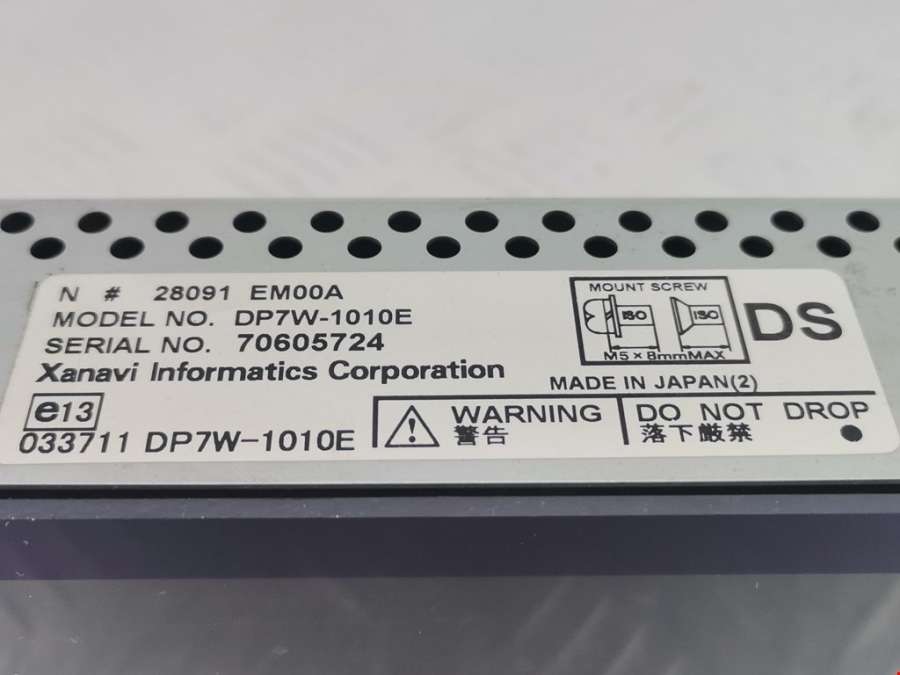 N # 28091 EM00A
MODEL NO. DP7W-1010E
SERIAL NO. 70605724
Xanavi Informatics Corporation
MOUNT SCREW
ISO ISO
M5×8mmMAX
DS
MADE IN JAPAN(2)
e13
033711 DP7W-1010E
WARNING
警告
DO NOT DROP
落下厳禁